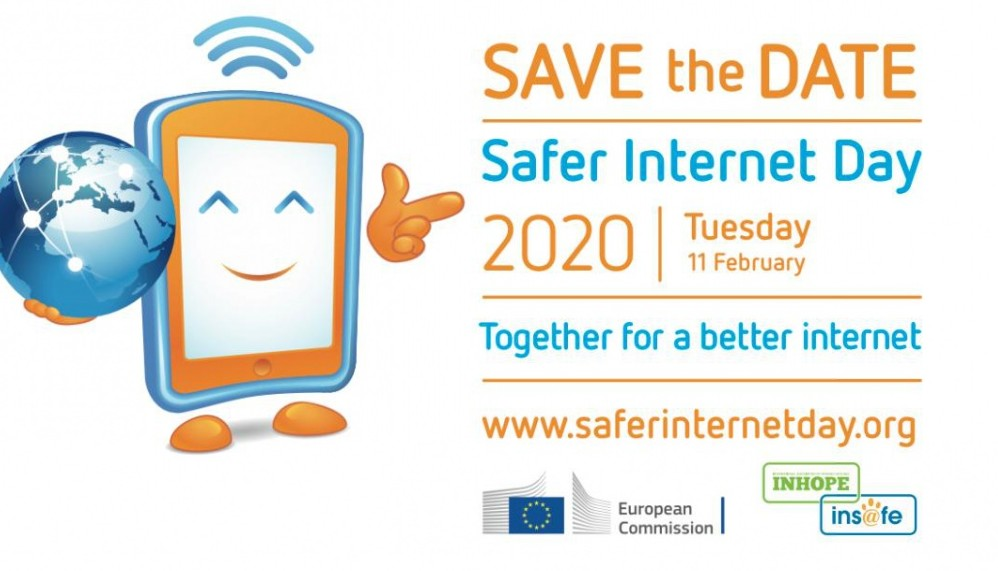 SAVE the DATE
Safer Internet Day
2020
Tuesday
11 February
Together for a better internet
www.saferinternetday.org
European
Commission
INHOPE
ins@fe